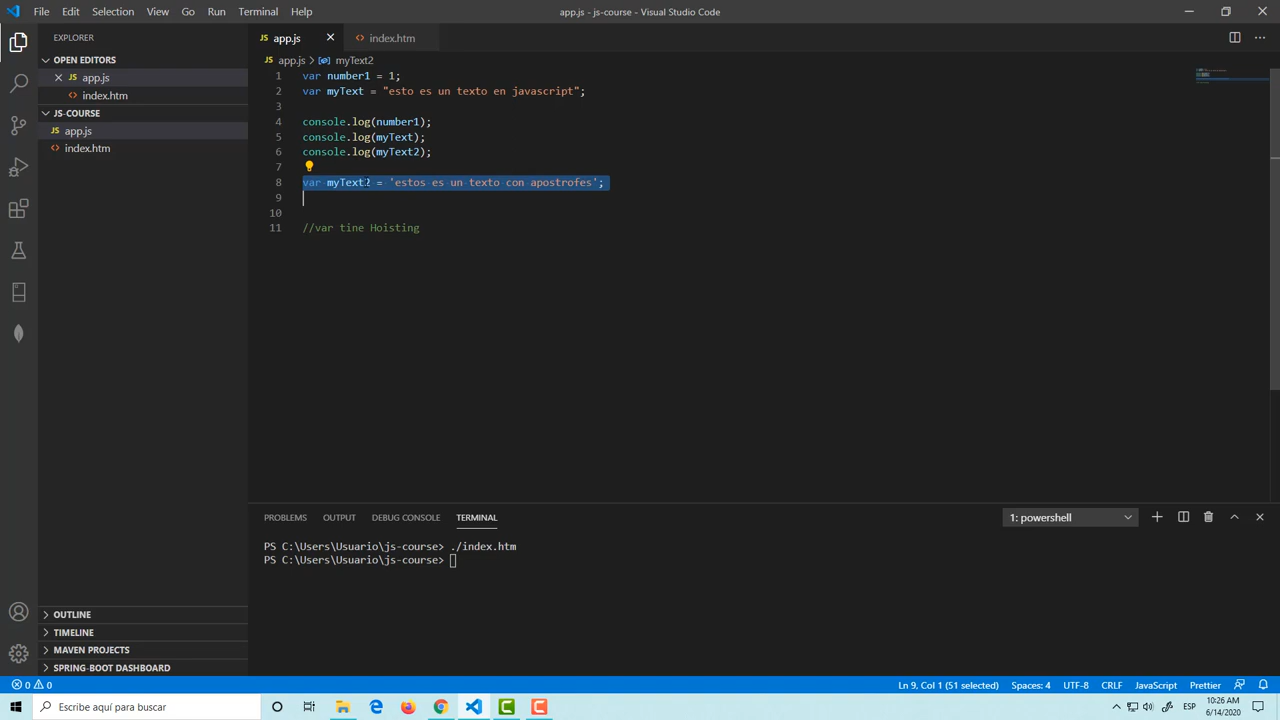 File Edit Selection View Go Run Terminal Help
app.js - js-course - Visual Studio Code
EXPLORER
JS app.js
index.htm
OPEN EDITORS
JS app.js > myText2
JS app.js
index.htm
JS-COURSE
JS app.js
index.htm
1 var number1 = 1;
2 var myText = "esto es un texto en javascript";
3
4 console.log(number1);
5 console.log(myText);
6 console.log(myText2);
7
8 var myText2 = 'estos es un texto con apostrofes';
9
10
11 //var tine Hoisting
PROBLEMS OUTPUT DEBUG CONSOLE TERMINAL
1: powershell
PS C:\Users\Usuario\js-course> ./index.htm
PS C:\Users\Usuario\js-course>
OUTLINE
TIMELINE
MAVEN PROJECTS
SPRING-BOOT DASHBOARD
0 0
Ln 9, Col 1 (51 selected) Spaces: 4 UTF-8 CRLF JavaScript Prettier
Escribe aquí para buscar
ESP
10:26 AM
6/14/2020